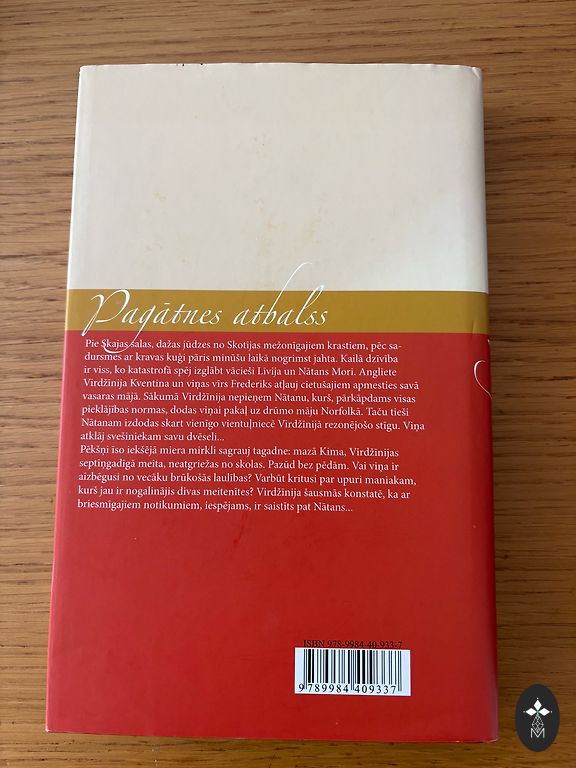 Pagātnes atbalss
Pie Skajas salas, dažas jūdzes no Skotijas mežonīgajiem krastiem, pēc sa-
dursmes ar kravas kuģi pāris minūšu laikā nogrimst jahta. Kailā dzīvība
ir viss, ko katastrofā spēj izglābt vācieši Līvija un Nātans Mori. Angliete
Virdžīnija Kventina un viņas vīrs Frederiks atļauj cietušajiem apmesties savā
vasaras mājā. Sākumā Virdžīnija nepieņem Nātanu, kurš, pārkāpdams visas
pieklājības normas, dodas viņai pakaļ uz drūmo māju Norfolkā. Taču tieši
Nātanam izdodas skart vienīgo vientuļniecē Virdžīnijā rezonējošo stīgu. Viņa
atklāj svešiniekam savu dvēseli...
Pēkšņi iso iekšējā miera mirkli sagrauj tagadne: mazā Kima, Virdžīnijas
septiņgadīgā meita, neatgriežas no skolas. Pazūd bez pēdām. Vai viņa ir
aizbēgusi no vecāku brūkošās laulības? Varbūt kritusi par upuri maniakam,
kurš jau ir nogalinājis divas meitenītes? Virdžīnija šausmās konstatē, ka ar
briesmīgajiem notikumiem, iespējams, ir saistīts pat Nātans...
ISBN 978-9984-40-933-7
9 789984 409337